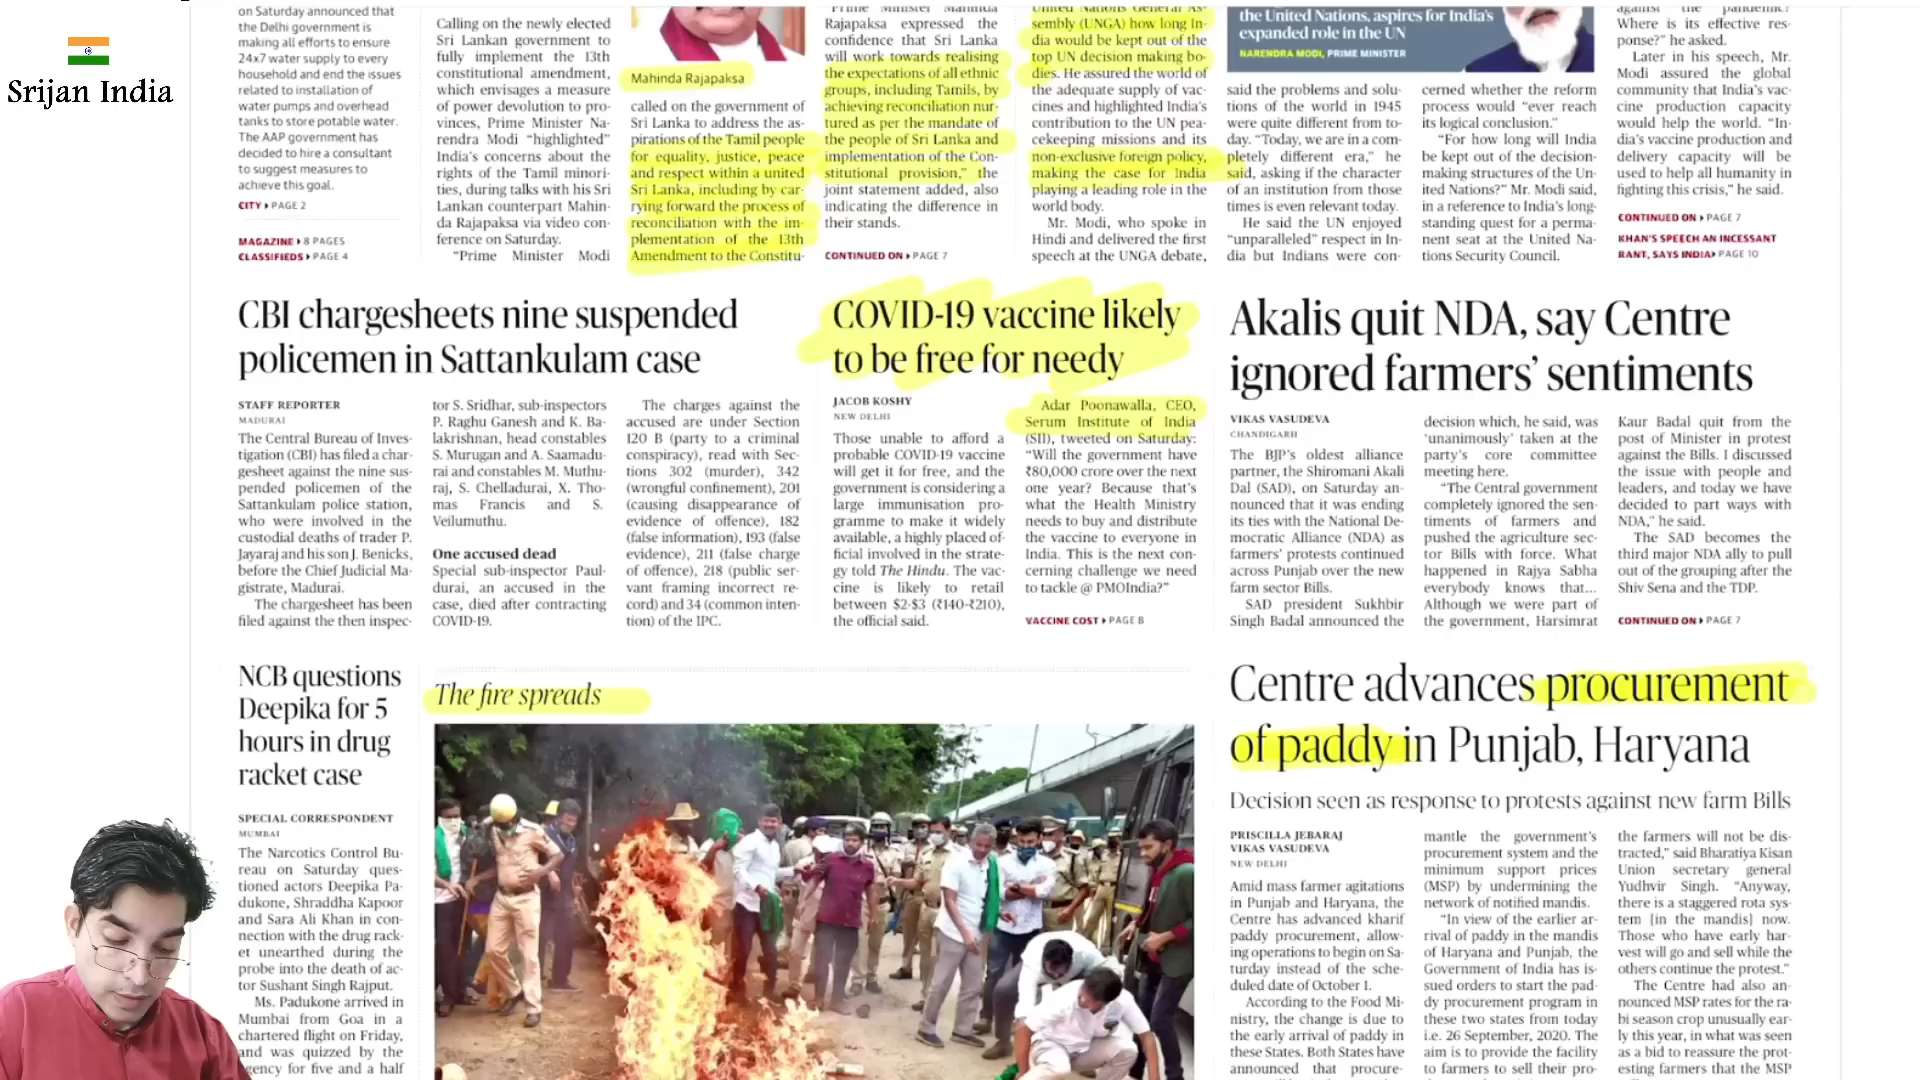 Srijan India
on Saturday announced that
the Delhi government is
making all efforts to ensure
24x7 water supply to every
household and end the issues
related to installation of
water pumps and overhead
tanks to store potable water.
The AAP government has
decided to hire a consultant
to suggest measures to
achieve this goal.
CITY PAGE 2
MAGAZINE 8 PAGES
CLASSIFIEDS PAGE 4
Calling on the newly elected
Sri Lankan government to
fully implement the 13th
constitutional amendment,
which envisages a measure
of power devolution to pro-
vinces, Prime Minister Na-
rendra Modi “highlighted”
India's concerns about the
rights of the Tamil minori-
ties, during talks with his Sri
Lankan counterpart Mahin-
da Rajapaksa via video con-
ference on Saturday.
“Prime Minister Modi
Mahinda Rajapaksa
called on the government of
Sri Lanka to address the as-
pirations of the Tamil people
for equality, justice, peace
and respect within a united
Sri Lanka, including by car-
rying forward the process of
reconciliation with the im-
plementation of the 13th
Amendment to the Constitu-
Prime Minister Mahinda
Rajapaksa expressed the
confidence that Sri Lanka
will work towards realising
the expectations of all ethnic
groups, including Tamils, by
achieving reconciliation nur-
tured as per the mandate of
the people of Sri Lanka and
implementation of the Con-
stitutional provision,” the
joint statement added, also
indicating the difference in
their stands.
CONTINUED ON PAGE 7
United Nations General As-
sembly (UNGA) how long In-
dia would be kept out of the
top UN decision making bo-
dies. He assured the world of
the adequate supply of vac-
cines and highlighted India's
contribution to the UN pea-
cekeeping missions and its
non-exclusive foreign policy,
making the case for India
playing a leading role in the
world body.
Mr. Modi, who spoke in
Hindi and delivered the first
speech at the UNGA debate,
the United Nations, aspires for India's
expanded role in the UN
NARENDRA MODI, PRIME MINISTER
said the problems and solu-
tions of the world in 1945
were quite different from to-
day. “Today, we are in a com-
pletely different era,” he
said, asking if the character
of an institution from those
times is even relevant today.
He said the UN enjoyed
“unparalleled” respect in In-
dia but Indians were con-
cerned whether the reform
process would “ever reach
its logical conclusion.”
“For how long will India
be kept out of the decision-
making structures of the Un-
ited Nations?” Mr. Modi said,
in a reference to India's long-
standing quest for a perma-
nent seat at the United Na-
tions Security Council.
against the pandemic?
Where is its effective res-
ponse?” he asked.
Later in his speech, Mr.
Modi assured the global
community that India's vac-
cine production capacity
would help the world. “In-
dia's vaccine production and
delivery capacity will be
used to help all humanity in
fighting this crisis,” he said.
CONTINUED ON PAGE 7
KHAN'S SPEECH AN INCESSANT
RANT, SAYS INDIA PAGE 10
CBI chargesheets nine suspended
policemen in Sattankulam case
STAFF REPORTER
MADURAI
The Central Bureau of Inves-
tigation (CBI) has filed a char-
gesheet against the nine sus-
pended policemen of the
Sattankulam police station,
who were involved in the
custodial deaths of trader P.
Jayaraj and his son J. Benicks,
before the Chief Judicial Ma-
gistrate, Madurai.
The chargesheet has been
filed against the then inspec-
tor S. Sridhar, sub-inspectors
P. Raghu Ganesh and K. Ba-
lakrishnan, head constables
S. Murugan and A. Saamadu-
rai and constables M. Muthu-
raj, S. Chelladurai, X. Tho-
mas Francis and S.
Veilumuthu.
One accused dead
Special sub-inspector Paul-
durai, an accused in the
case, died after contracting
COVID-19.
The charges against the
accused are under Section
120 B (party to a criminal
conspiracy), read with Sec-
tions 302 (murder), 342
(wrongful confinement), 201
(causing disappearance of
evidence of offence), 182
(false information), 193 (false
evidence), 211 (false charge
of offence), 218 (public ser-
vant framing incorrect re-
cord) and 34 (common inten-
tion) of the IPC.
COVID-19 vaccine likely
to be free for needy
JACOB KOSHY
NEW DELHI
Those unable to afford a
probable COVID-19 vaccine
will get it for free, and the
government is considering a
large immunisation pro-
gramme to make it widely
available, a highly placed of-
ficial involved in the strate-
gy told The Hindu. The vac-
cine is likely to retail
between $2-$3 (₹140-₹210),
the official said.
Adar Poonawalla, CEO,
Serum Institute of India
(SII), tweeted on Saturday:
“Will the government have
₹80,000 crore over the next
one year? Because that's
what the Health Ministry
needs to buy and distribute
the vaccine to everyone in
India. This is the next con-
cerning challenge we need
to tackle @ PMOIndia?”
VACCINE COST PAGE 8
Akalis quit NDA, say Centre
ignored farmers' sentiments
VIKAS VASUDEVA
CHANDIGARH
The BJP's oldest alliance
partner, the Shiromani Akali
Dal (SAD), on Saturday an-
nounced that it was ending
its ties with the National De-
mocratic Alliance (NDA) as
farmers' protests continued
across Punjab over the new
farm sector Bills.
SAD president Sukhbir
Singh Badal announced the
decision which, he said, was
‘unanimously’ taken at the
party's core committee
meeting here.
“The Central government
completely ignored the sen-
timents of farmers and
pushed the agriculture sec-
tor Bills with force. What
happened in Rajya Sabha
everybody knows that...
Although we were part of
the government, Harsimrat
Kaur Badal quit from the
post of Minister in protest
against the Bills. I discussed
the issue with people and
leaders, and today we have
decided to part ways with
NDA,” he said.
The SAD becomes the
third major NDA ally to pull
out of the grouping after the
Shiv Sena and the TDP.
CONTINUED ON PAGE 7
NCB questions
Deepika for 5
hours in drug
racket case
SPECIAL CORRESPONDENT
MUMBAI
The Narcotics Control Bu-
reau on Saturday ques-
tioned actors Deepika Pa-
dukone, Shraddha Kapoor
and Sara Ali Khan in con-
nection with the drug rack-
et unearthed during the
probe into the death of ac-
tor Sushant Singh Rajput.
Ms. Padukone arrived in
Mumbai from Goa in a
chartered flight on Friday,
and was quizzed by the
agency for five and a half
The fire spreads
Centre advances procurement
of paddy in Punjab, Haryana
Decision seen as response to protests against new farm Bills
PRISCILLA JEBARAJ
VIKAS VASUDEVA
NEW DELHI
Amid mass farmer agitations
in Punjab and Haryana, the
Centre has advanced kharif
paddy procurement, allow-
ing operations to begin on Sa-
turday instead of the sche-
duled date of October 1.
According to the Food Mi-
nistry, the change is due to
the early arrival of paddy in
these States. Both States have
announced that procure-
mantle the government's
procurement system and the
minimum support prices
(MSP) by undermining the
network of notified mandis.
“In view of the earlier ar-
rival of paddy in the mandis
of Haryana and Punjab, the
Government of India has is-
sued orders to start the pad-
dy procurement program in
these two states from today
i.e. 26 September, 2020. The
aim is to provide the facility
to farmers to sell their pro-
the farmers will not be dis-
tracted,” said Bharatiya Kisan
Union secretary general
Yudhvir Singh. “Anyway,
there is a staggered rota sys-
tem [in the mandis] now.
Those who have early har-
vest will go and sell while the
others continue the protest.”
The Centre had also an-
nounced MSP rates for the ra-
bi season crop unusually ear-
ly this year, in what was seen
as a bid to reassure the prot-
esting farmers that the MSP